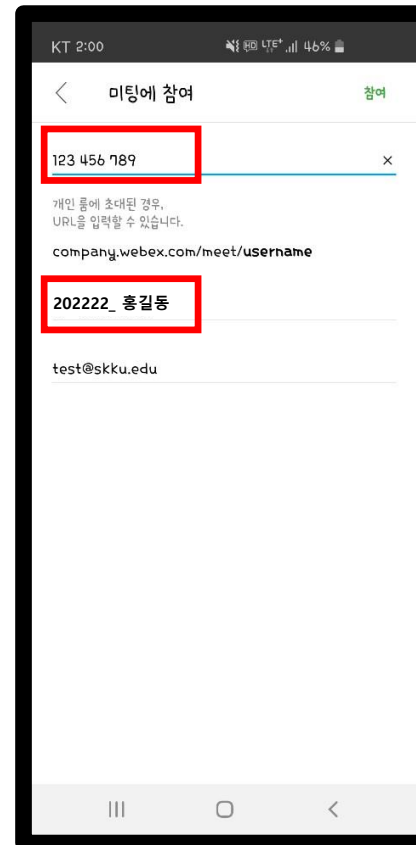 KT 2:00 HD LTE+ 46%
미팅에 참여 참여
123 456 789 ×
개인 룸에 초대된 경우,
URL을 입력할 수 있습니다.
company.webex.com/meet/username
202222_ 홍길동
test@skku.edu